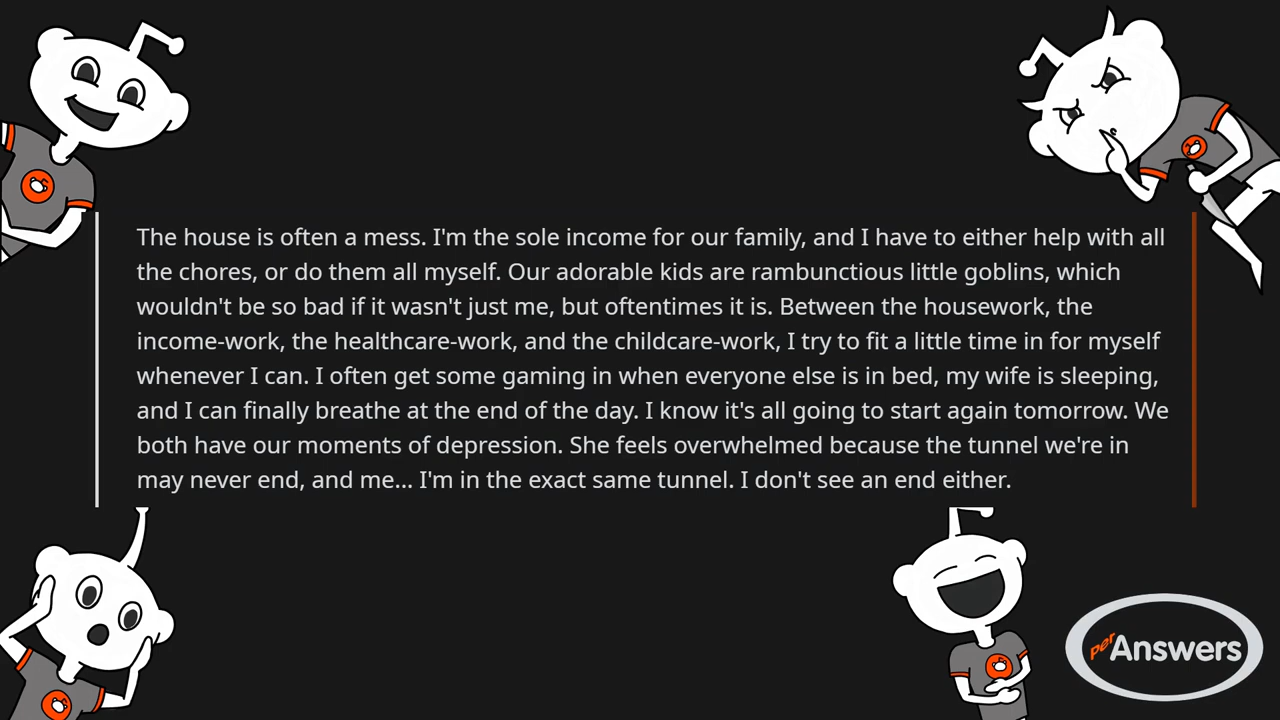 The house is often a mess. I'm the sole income for our family, and I have to either help with all
the chores, or do them all myself. Our adorable kids are rambunctious little goblins, which
wouldn't be so bad if it wasn't just me, but oftentimes it is. Between the housework, the
income-work, the healthcare-work, and the childcare-work, I try to fit a little time in for myself
whenever I can. I often get some gaming in when everyone else is in bed, my wife is sleeping,
and I can finally breathe at the end of the day. I know it's all going to start again tomorrow. We
both have our moments of depression. She feels overwhelmed because the tunnel we're in
may never end, and me... I'm in the exact same tunnel. I don't see an end either.
per Answers